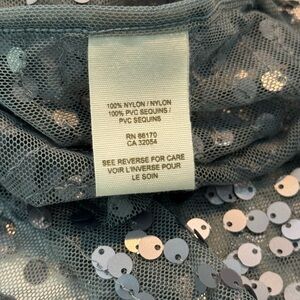 100% NYLON / NYLON
100% PVC SEQUINS /
PVC SEQUINS
RN 66170
CA 32054
SEE REVERSE FOR CARE
VOIR L'INVERSE POUR
LE SOIN